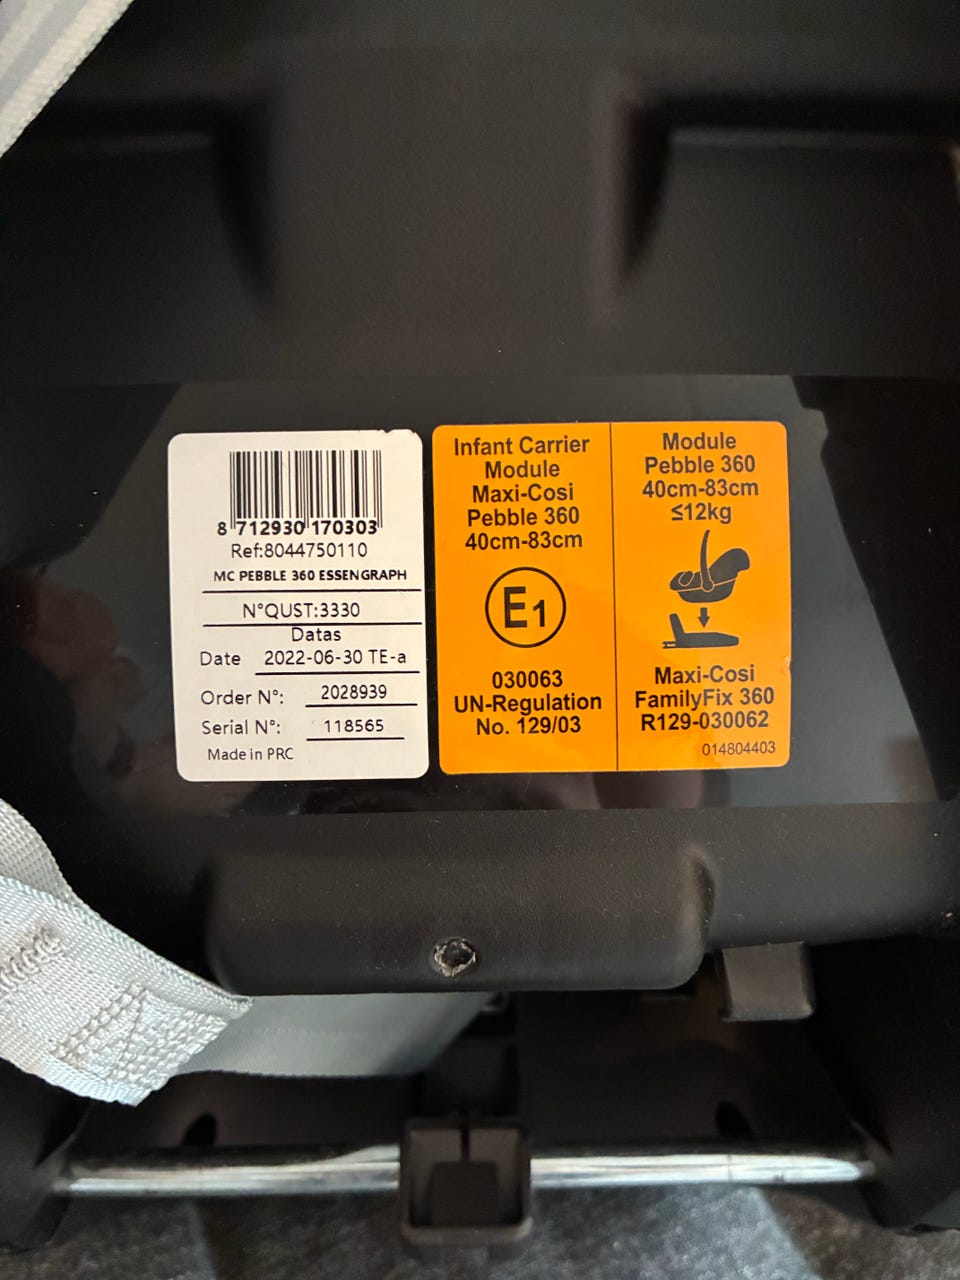 8 712930 170303
Ref:8044750110
MC PEBBLE 360 ESSENGRAPH
N°QUST:3330
Datas
Date 2022-06-30 TE-a
Order N°: 2028939
Serial N°: 118565
Made in PRC
Infant Carrier
Module
Maxi-Cosi
Pebble 360
40cm-83cm
E1
030063
UN-Regulation
No. 129/03
Module
Pebble 360
40cm-83cm
≤12kg
Maxi-Cosi
FamilyFix 360
R129-030062
014804403